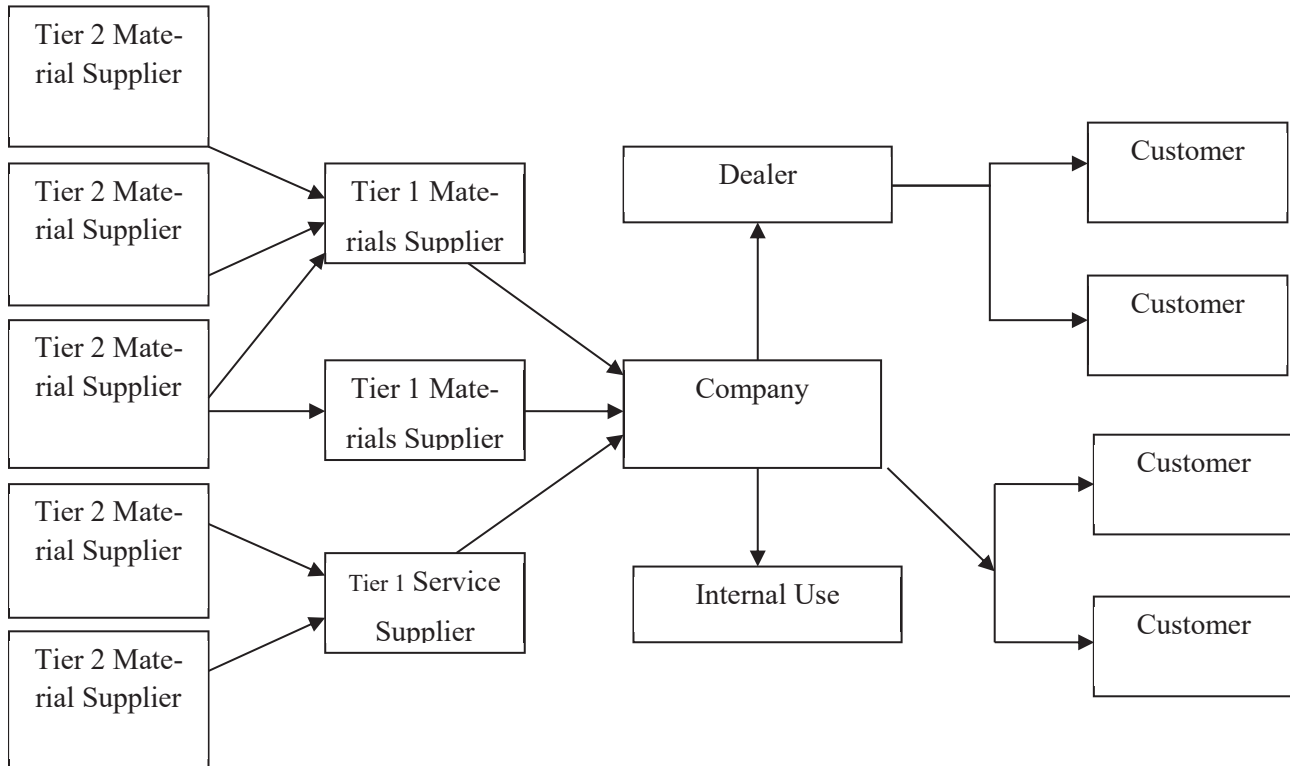 Tier 2 Mate-
rial Supplier
Tier 2 Mate-
rial Supplier
Tier 2 Mate-
rial Supplier
Tier 2 Mate-
rial Supplier
Tier 2 Mate-
rial Supplier
Tier 1 Mate-
rials Supplier
Tier 1 Mate-
rials Supplier
Tier 1 Service
Supplier
Dealer
Company
Internal Use
Customer
Customer
Customer
Customer